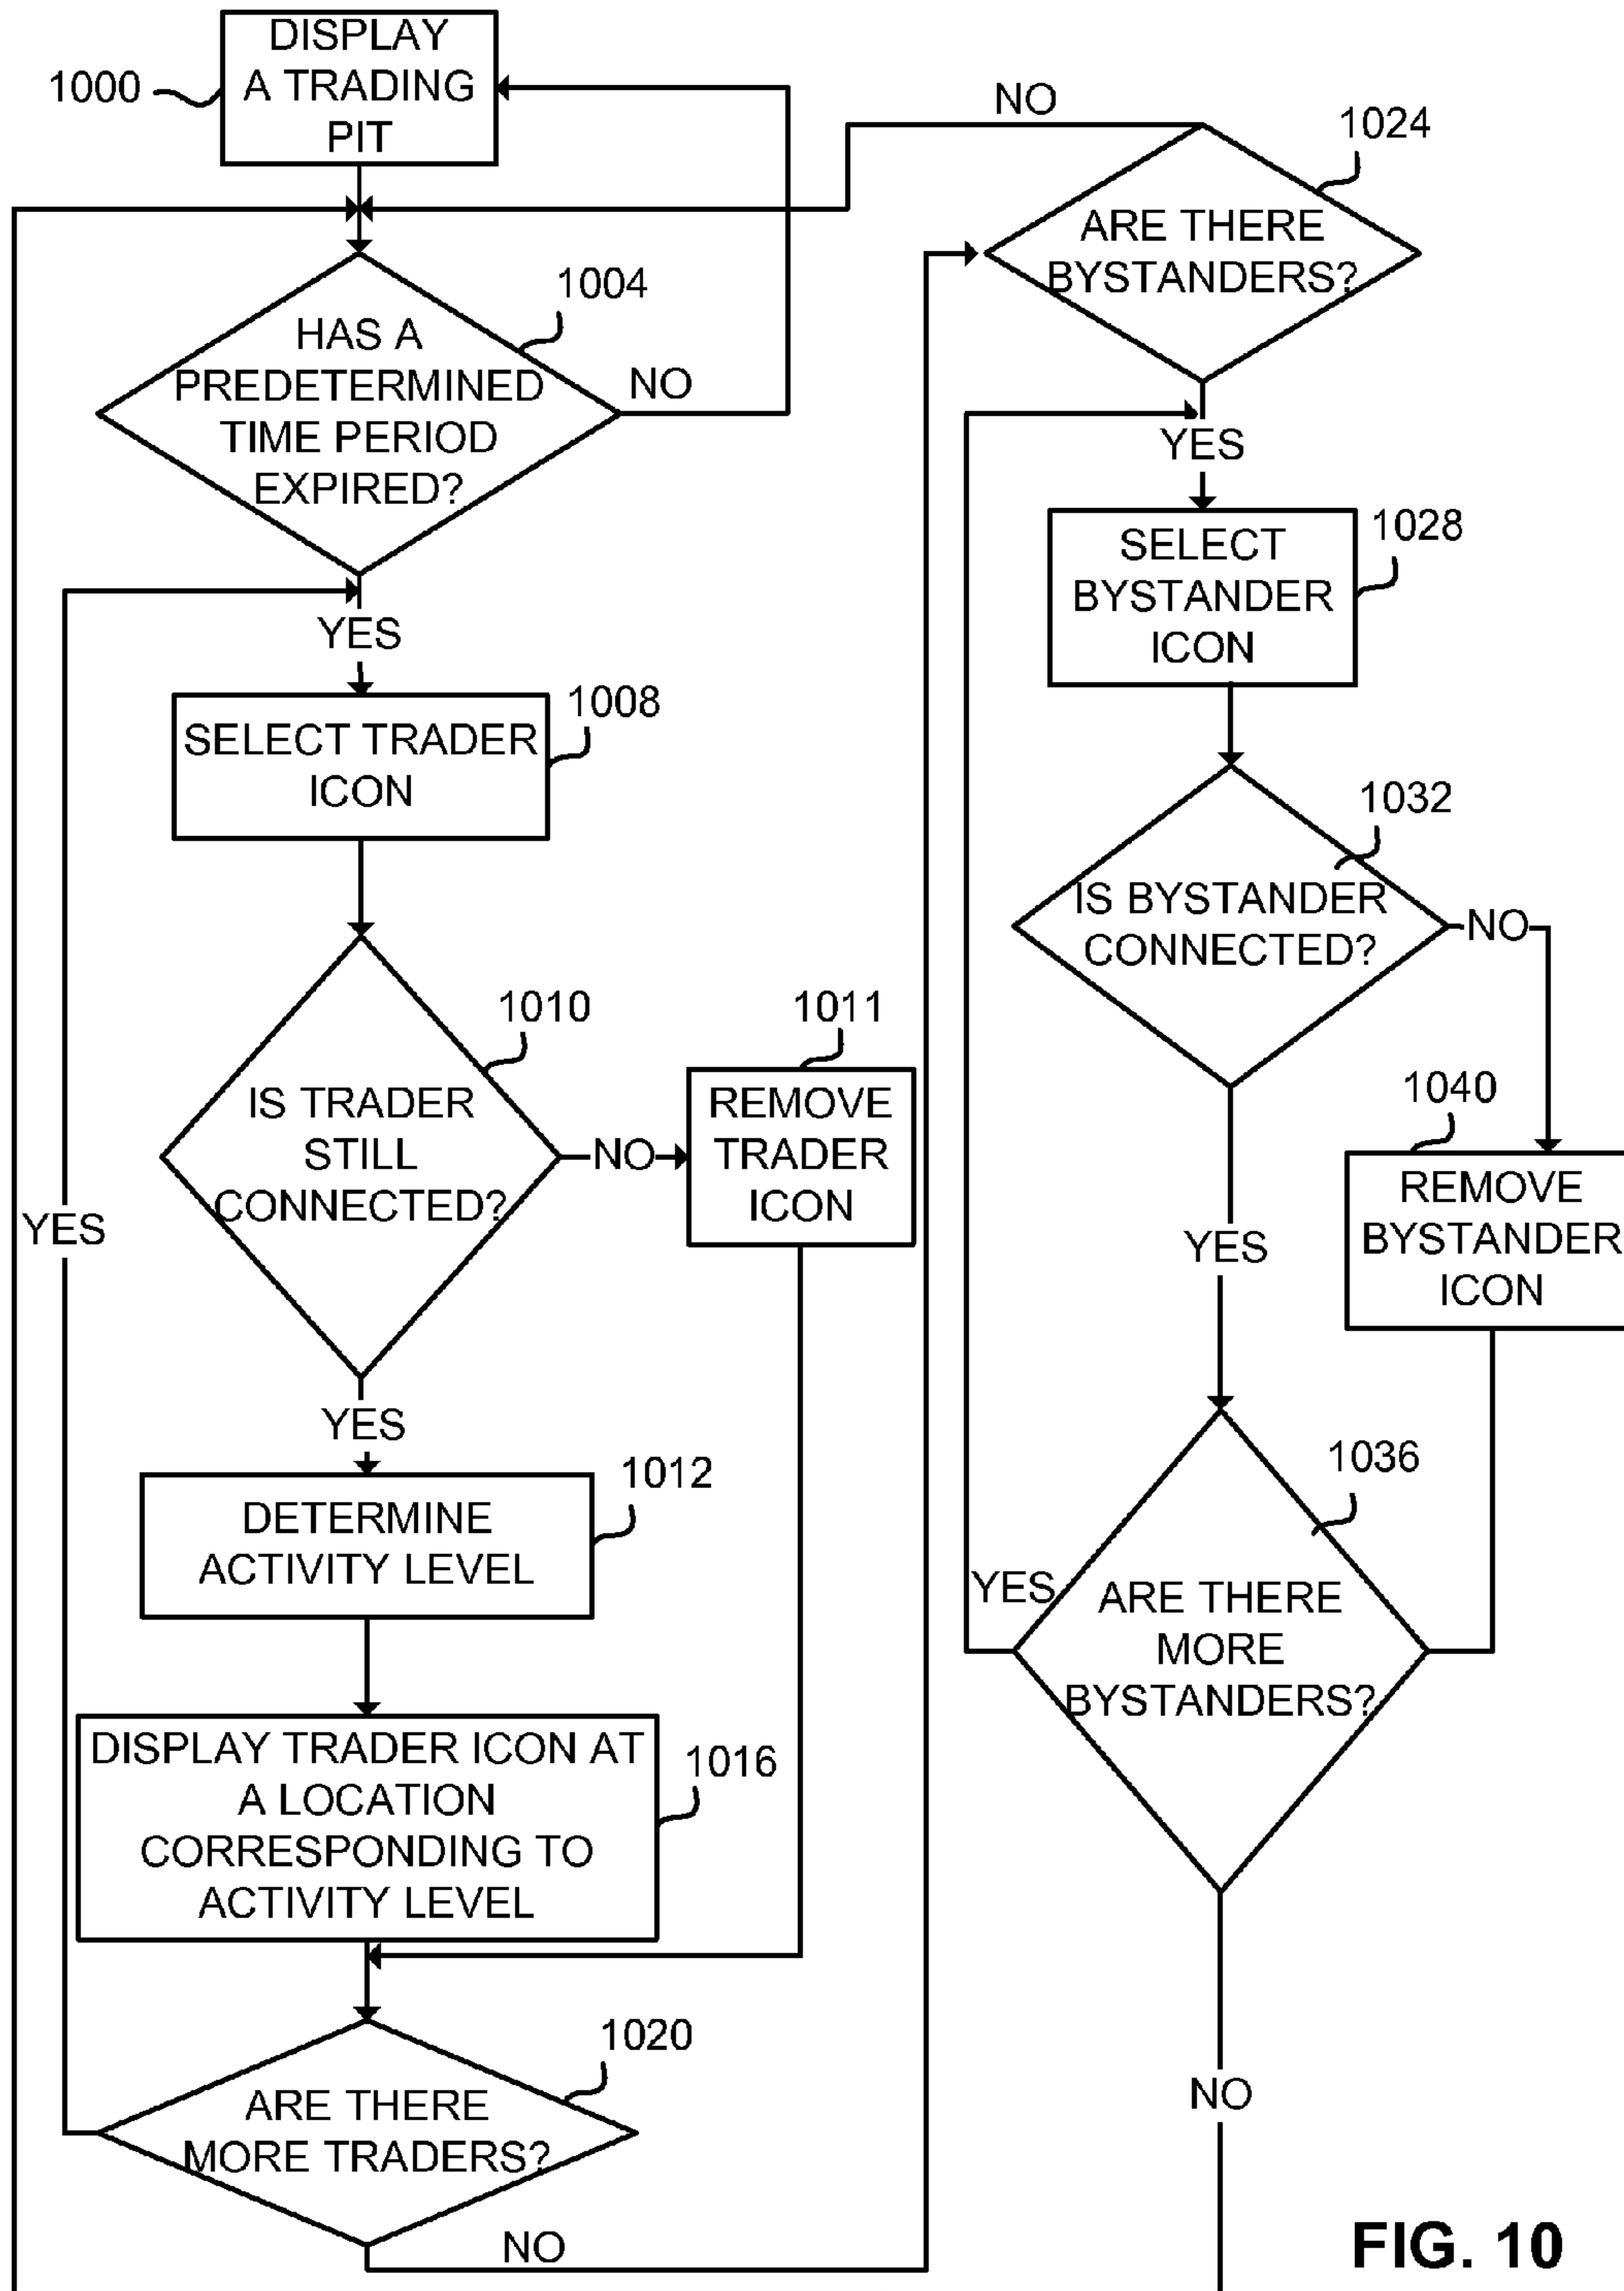 DISPLAY
A TRADING
PIT
1000
HAS A
PREDETERMINED
TIME PERIOD
EXPIRED?
1004
NO
YES
SELECT TRADER
ICON
1008
IS TRADER
STILL
CONNECTED?
1010
NO
REMOVE
TRADER
ICON
1011
YES
DETERMINE
ACTIVITY LEVEL
1012
DISPLAY TRADER ICON AT
A LOCATION
CORRESPONDING TO
ACTIVITY LEVEL
1016
ARE THERE
MORE TRADERS?
1020
YES
NO
ARE THERE
BYSTANDERS?
1024
NO
YES
SELECT
BYSTANDER
ICON
1028
IS BYSTANDER
CONNECTED?
1032
NO
REMOVE
BYSTANDER
ICON
1040
YES
ARE THERE
MORE
BYSTANDERS?
1036
YES
NO
FIG. 10